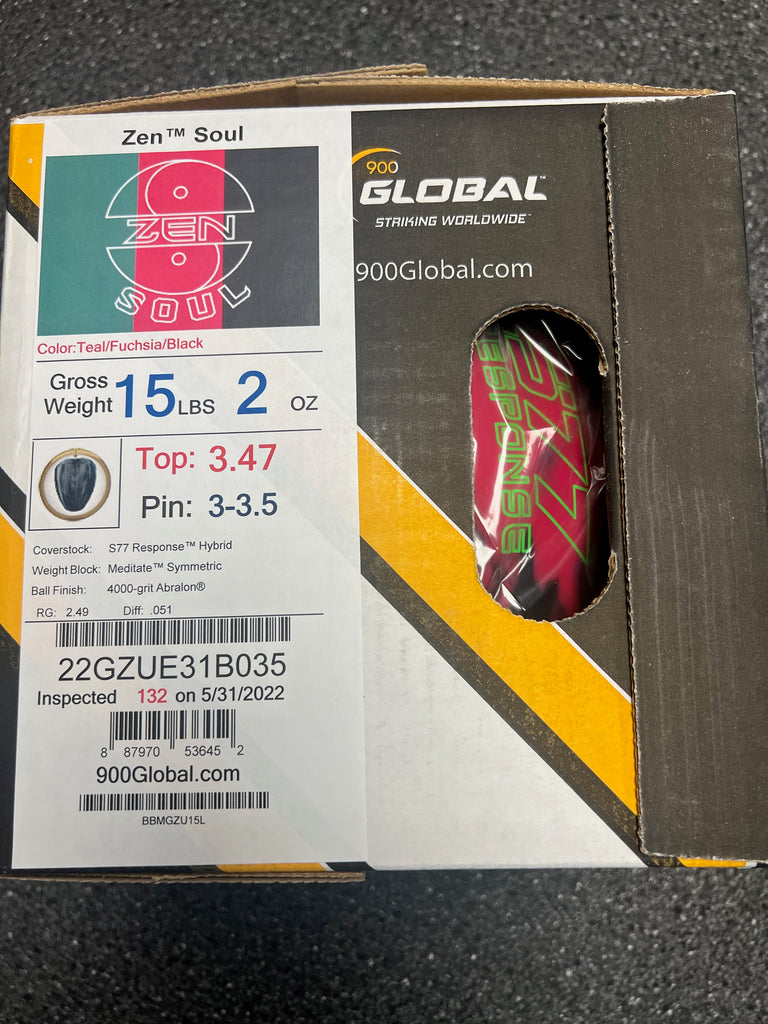 Zen™ Soul
ZEN
SOUL
Color:Teal/Fuchsia/Black
Gross Weight 15 LBS 2 OZ
Top: 3.47
Pin: 3-3.5
Coverstock: S77 Response™ Hybrid
Weight Block: Meditate™ Symmetric
Ball Finish: 4000-grit Abralon®
RG: 2.49 Diff: .051
22GZUE31B035
Inspected 132 on 5/31/2022
8 87970 53645 2
900Global.com
BBMGZU15L
900
GLOBAL™
STRIKING WORLDWIDE™
900Global.com